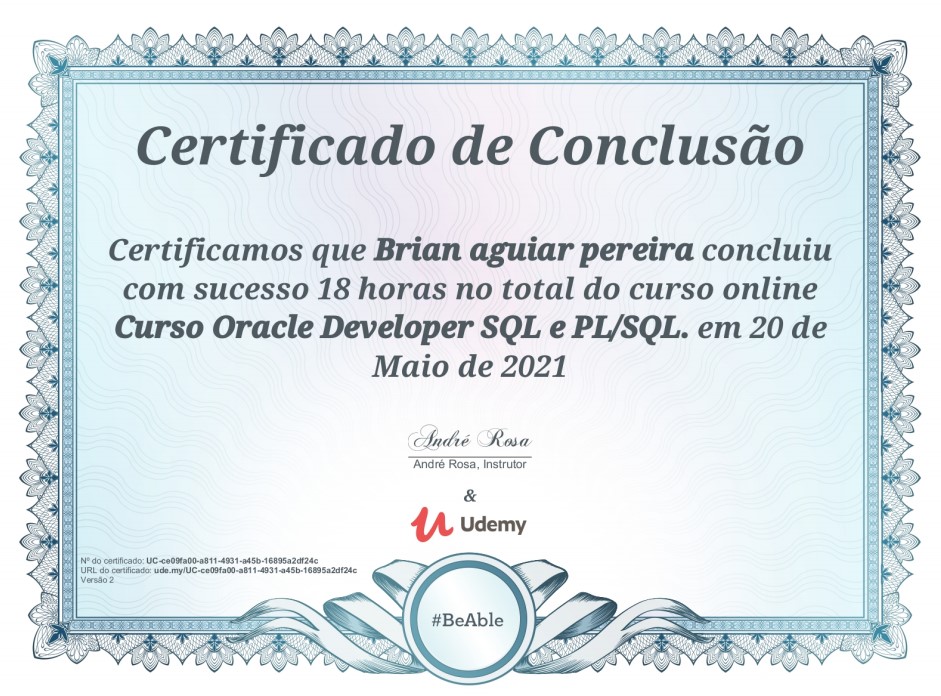 Certificado de Conclusão
Certificamos que Brian aguiar pereira concluiu
com sucesso 18 horas no total do curso online
Curso Oracle Developer SQL e PL/SQL. em 20 de
Maio de 2021
André Rosa
André Rosa, Instrutor
&
Udemy
Nº do certificado: UC-ce09fa00-a811-4931-a45b-16895a2df24c
URL do certificado: ude.my/UC-ce09fa00-a811-4931-a45b-16895a2df24c
Versão 2
#BeAble